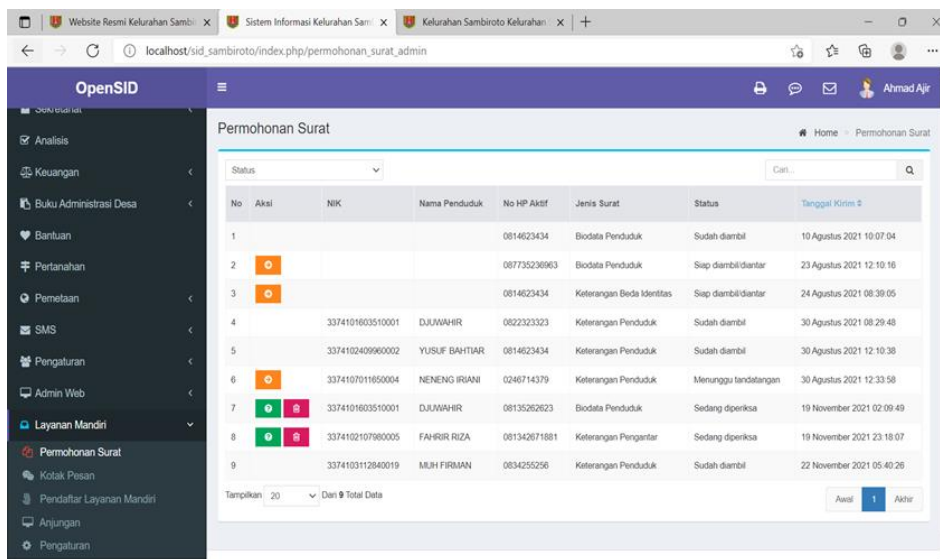 Website Resmi Kelurahan Sambi
Sistem Informasi Kelurahan Sam
Kelurahan Sambiroto Kelurahan
localhost/sid_sambiroto/index.php/permohonan_surat_admin
OpenSID
Ahmad Ajir
Sekretariat
Analisis
Keuangan
Buku Administrasi Desa
Bantuan
Pertanahan
Pemetaan
SMS
Pengaturan
Admin Web
Layanan Mandiri
Permohonan Surat
Kotak Pesan
Pendaftar Layanan Mandiri
Anjungan
Pengaturan
Permohonan Surat
Home > Permohonan Surat
Status
Cari...
No Aksi NIK Nama Penduduk No HP Aktif Jenis Surat Status Tanggal Kirim
1 0814623434 Biodata Penduduk Sudah diambil 10 Agustus 2021 10:07:04
2 087735236963 Biodata Penduduk Siap diambil/diantar 23 Agustus 2021 12:10:16
3 0814623434 Keterangan Beda Identitas Siap diambil/diantar 24 Agustus 2021 08:39:05
4 3374101603510001 DJUWAHIR 0822323323 Keterangan Penduduk Sudah diambil 30 Agustus 2021 08:29:48
5 3374102409960002 YUSUF BAHTIAR 0814623434 Keterangan Penduduk Sudah diambil 30 Agustus 2021 12:10:38
6 3374107011650004 NENENG IRIANI 0246714379 Keterangan Penduduk Menunggu tandatangan 30 Agustus 2021 12:33:58
7 3374101603510001 DJUWAHIR 08135262623 Biodata Penduduk Sedang diperiksa 19 November 2021 02:09:49
8 3374102107980005 FAHRIR RIZA 081342671881 Keterangan Pengantar Sedang diperiksa 19 November 2021 23:18:07
9 3374103112840019 MUH FIRMAN 0834255256 Keterangan Penduduk Sudah diambil 22 November 2021 05:40:26
Tampilkan 20 Dari 9 Total Data
Awal 1 Akhir